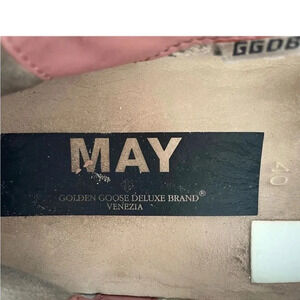 GGDB
MAY
40
GOLDEN GOOSE DELUXE BRAND®
VENEZIA